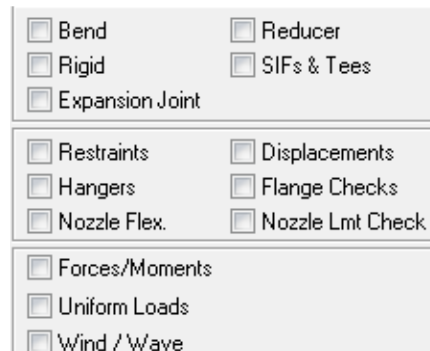 Bend Reducer
Rigid SIFs & Tees
Expansion Joint
Restraints Displacements
Hangers Flange Checks
Nozzle Flex. Nozzle Lmt Check
Forces/Moments
Uniform Loads
Wind / Wave